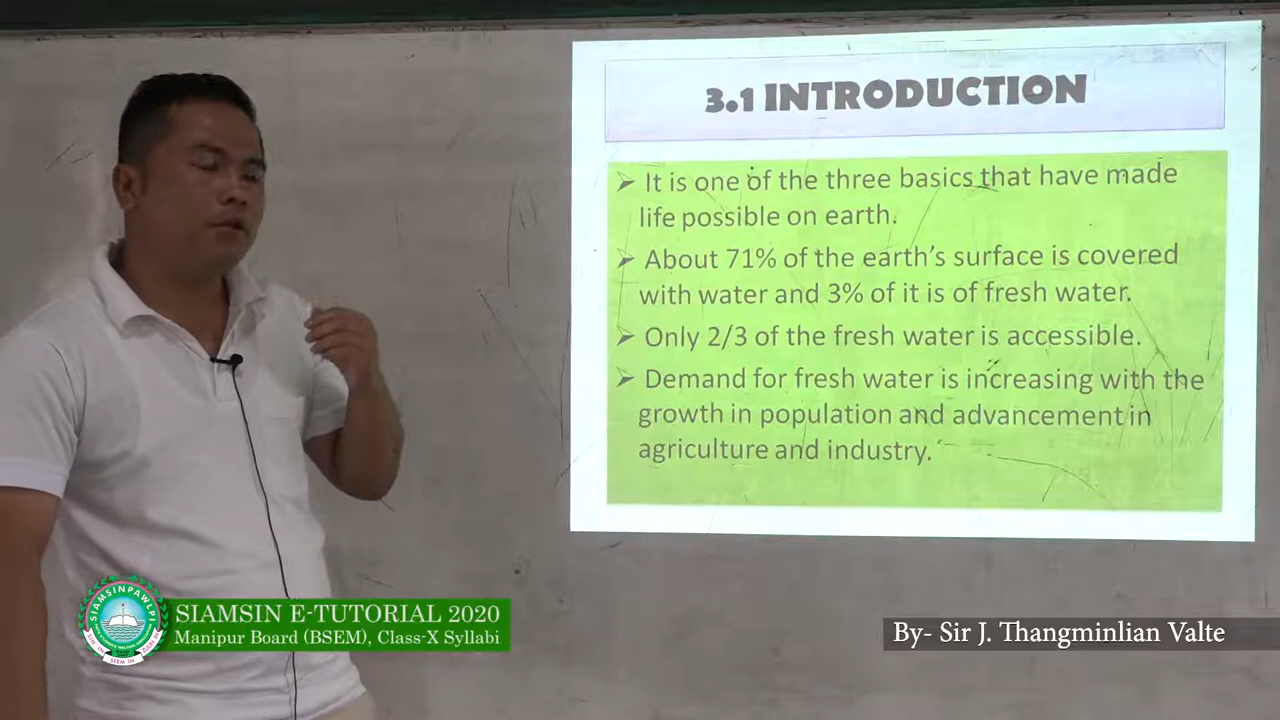 3.1 INTRODUCTION
➢ It is one of the three basics that have made
life possible on earth.
➢ About 71% of the earth's surface is covered
with water and 3% of it is of fresh water.
➢ Only 2/3 of the fresh water is accessible.
➢ Demand for fresh water is increasing with the
growth in population and advancement in
agriculture and industry.
SIAMSINPAWLPI
SEEM IN
SIAMSIN E-TUTORIAL 2020
Manipur Board (BSEM), Class-X Syllabi
By- Sir J. Thangminlian Valte